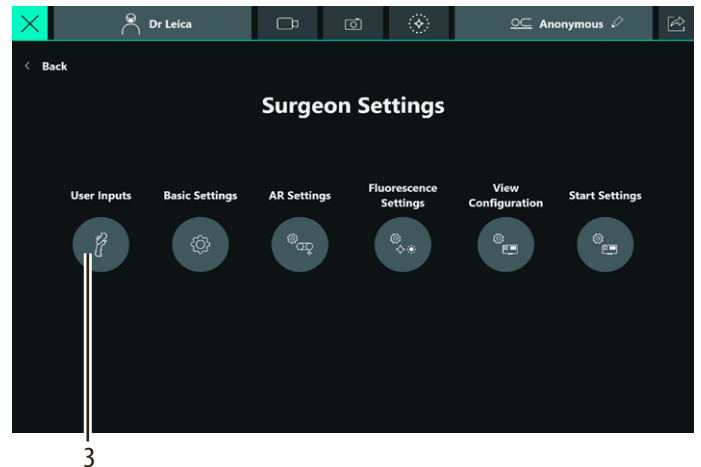 Dr Leica
Anonymous
Back
Surgeon Settings
User Inputs
Basic Settings
AR Settings
Fluorescence
Settings
View
Configuration
Start Settings
3